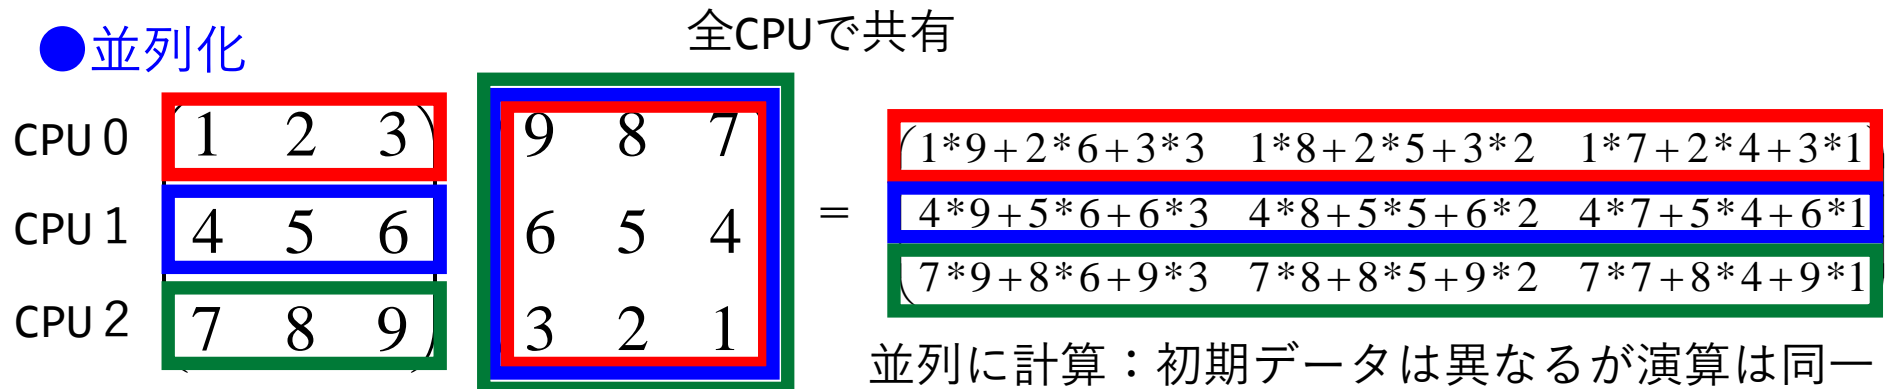 全CPUで共有
●並列化
CPU 0 1 2 3 9 8 7 1*9+2*6+3*3 1*8+2*5+3*2 1*7+2*4+3*1
CPU 1 4 5 6 6 5 4 = 4*9+5*6+6*3 4*8+5*5+6*2 4*7+5*4+6*1
CPU 2 7 8 9 3 2 1 7*9+8*6+9*3 7*8+8*5+9*2 7*7+8*4+9*1
並列に計算：初期データは異なるが演算は同一